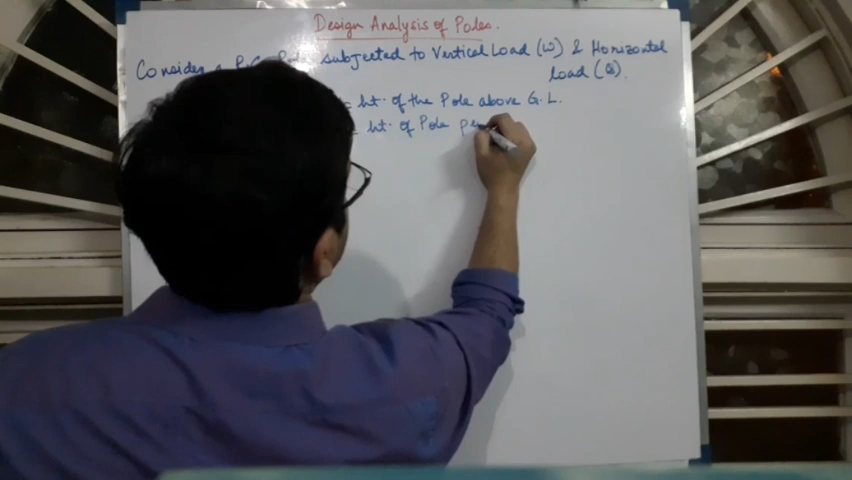 Design Analysis of Poles.
Consider a P.C. Pole subjected to Vertical Load (W) & Horizontal
load (Q).
ht. of the Pole above G.L.
ht. of Pole pe